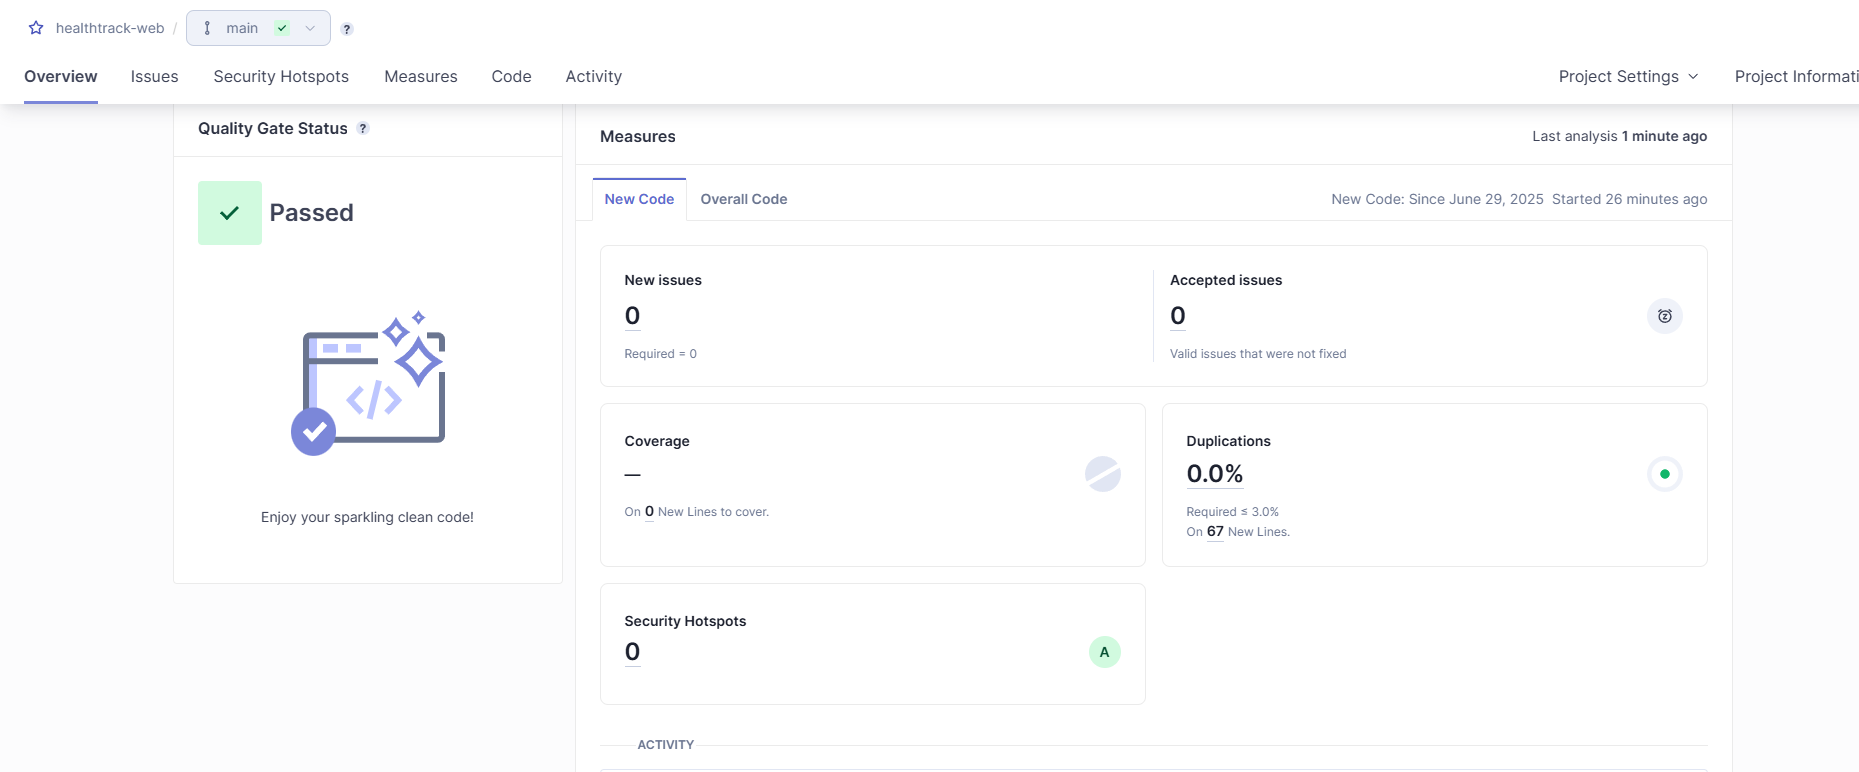 healthtrack-web / main ?
Overview Issues Security Hotspots Measures Code Activity Project Settings Project Informati
Quality Gate Status ?
Passed
</>
Enjoy your sparkling clean code!
Measures Last analysis 1 minute ago
New Code Overall Code New Code: Since June 29, 2025 Started 26 minutes ago
New issues
0
Required = 0
Accepted issues
0
Valid issues that were not fixed
Coverage
—
On 0 New Lines to cover.
Duplications
0.0%
Required ≤ 3.0%
On 67 New Lines.
Security Hotspots
0
A
ACTIVITY